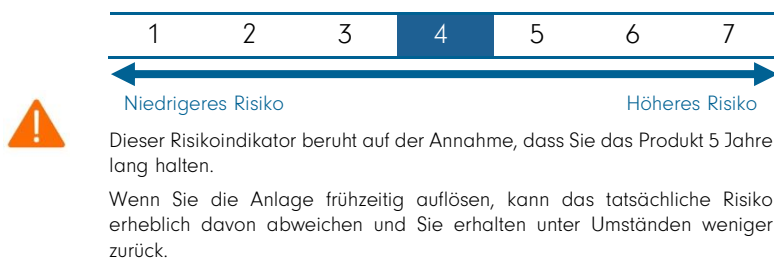 1 2 3 4 5 6 7
Niedrigeres Risiko Höheres Risiko
Dieser Risikoindikator beruht auf der Annahme, dass Sie das Produkt 5 Jahre
lang halten.
Wenn Sie die Anlage frühzeitig auflösen, kann das tatsächliche Risiko
erheblich davon abweichen und Sie erhalten unter Umständen weniger
zurück.